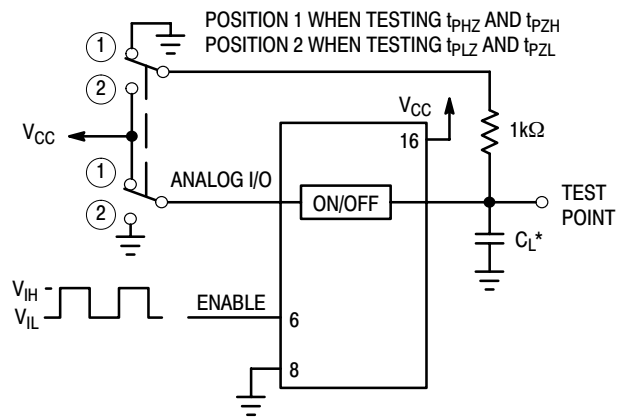 POSITION 1 WHEN TESTING tPHZ AND tPZH
POSITION 2 WHEN TESTING tPLZ AND tPZL
1
2
VCC
VCC
16
1kΩ
1
ANALOG I/O
ON/OFF
TEST
POINT
2
CL*
VIH
VIL
ENABLE
6
8